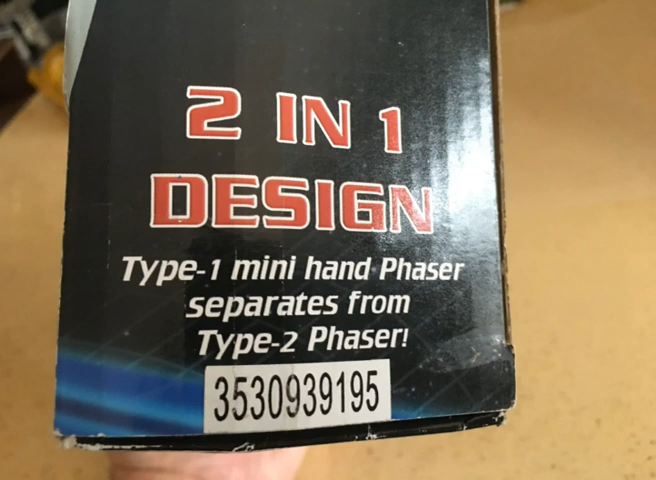 2 IN 1
DESIGN
Type-1 mini hand Phaser
separates from
Type-2 Phaser!
3530939195